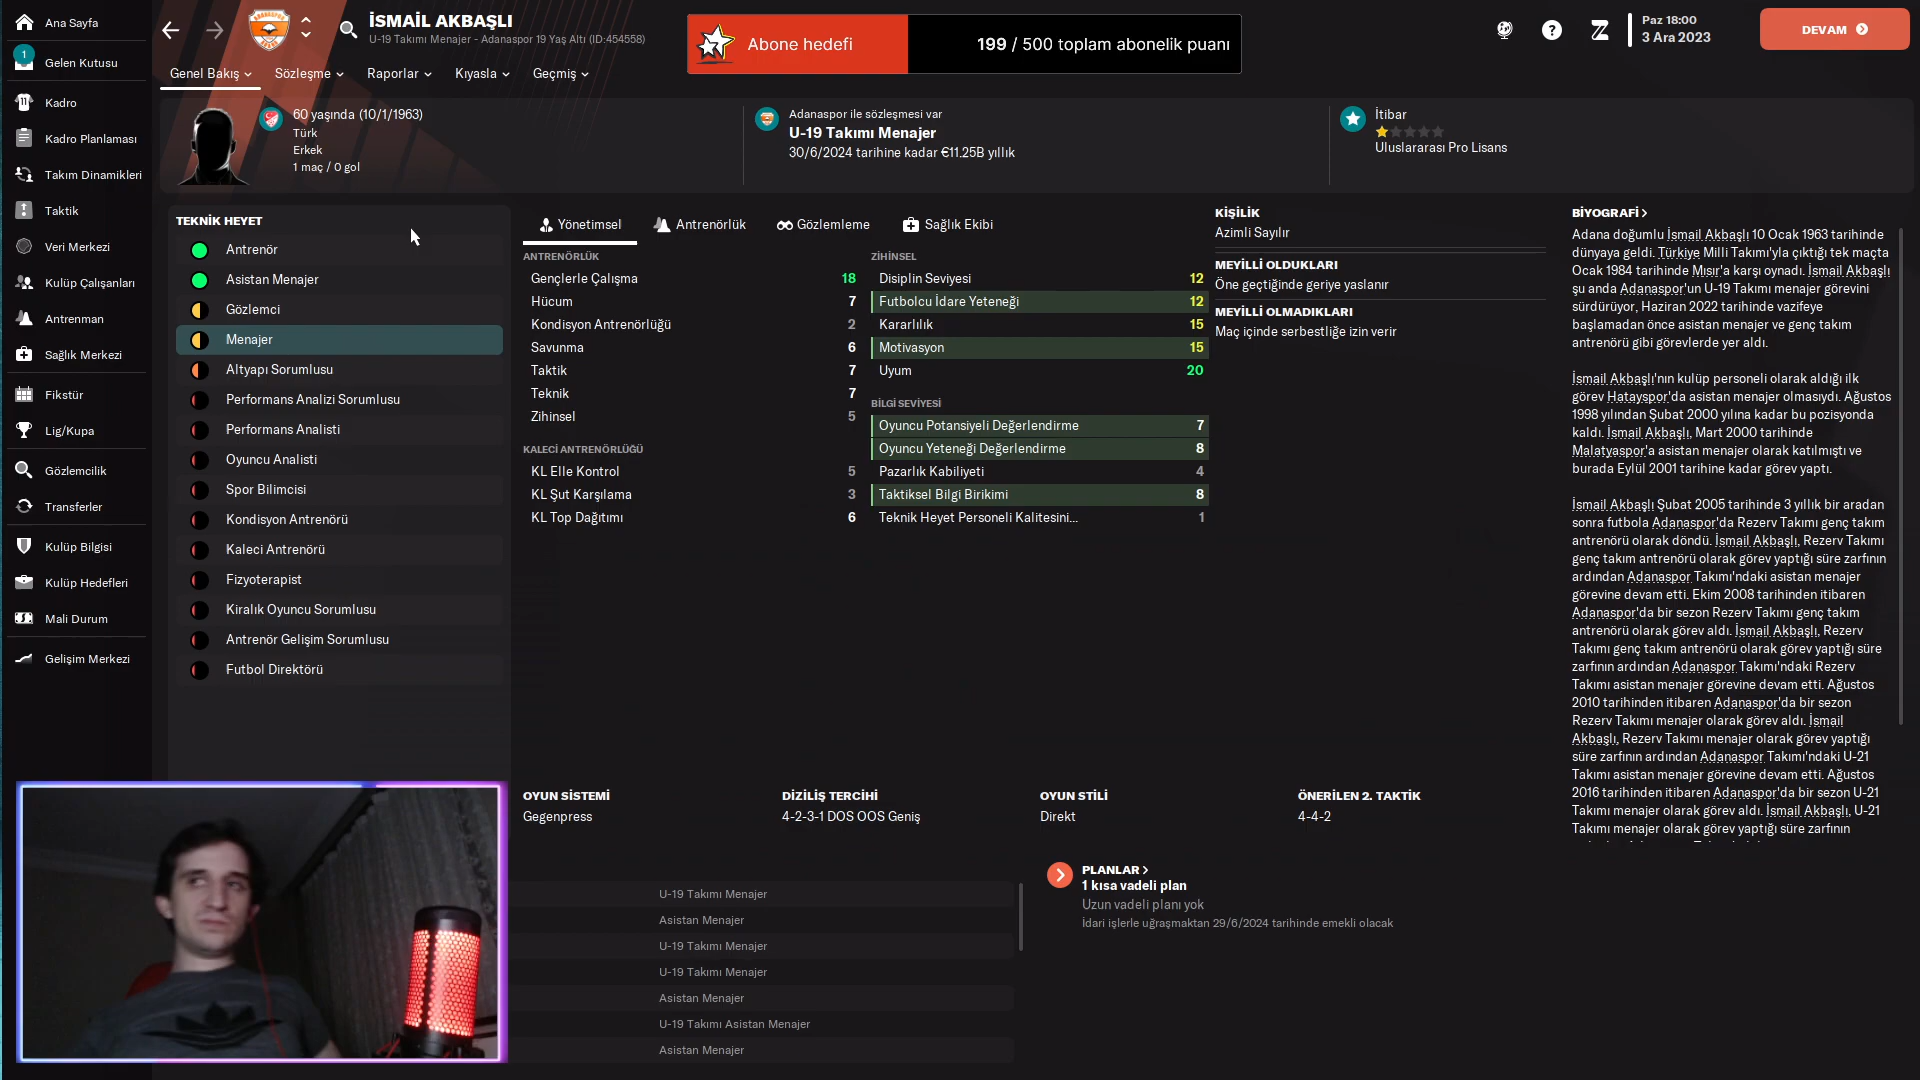 Ana Sayfa
1
Gelen Kutusu
Kadro
Kadro Planlaması
Takım Dinamikleri
Taktik
Veri Merkezi
Kulüp Çalışanları
Antrenman
Sağlık Merkezi
Fikstür
Lig/Kupa
Gözlemcilik
Transferler
Kulüp Bilgisi
Kulüp Hedefleri
Mali Durum
Gelişim Merkezi
İSMAİL AKBAŞLI
U-19 Takımı Menajer - Adanaspor 19 Yaş Altı (ID:454558)
Abone hedefi
199 / 500 toplam abonelik puanı
Paz 18:00
3 Ara 2023
DEVAM
Genel Bakış
Sözleşme
Raporlar
Kıyasla
Geçmiş
60 yaşında (10/1/1963)
Türk
Erkek
1 maç / 0 gol
Adanaspor ile sözleşmesi var
U-19 Takımı Menajer
30/6/2024 tarihine kadar €11.25B yıllık
İtibar
Uluslararası Pro Lisans
TEKNİK HEYET
Antrenör
Asistan Menajer
Gözlemci
Menajer
Altyapı Sorumlusu
Performans Analizi Sorumlusu
Performans Analisti
Oyuncu Analisti
Spor Bilimcisi
Kondisyon Antrenörü
Kaleci Antrenörü
Fizyoterapist
Kiralık Oyuncu Sorumlusu
Antrenör Gelişim Sorumlusu
Futbol Direktörü
Yönetimsel
Antrenörlük
Gözlemleme
Sağlık Ekibi
ANTRENÖRLÜK
Gençlerle Çalışma 18
Hücum 7
Kondisyon Antrenörlüğü 2
Savunma 6
Taktik 7
Teknik 7
Zihinsel 5
KALECİ ANTRENÖRLÜĞÜ
KL Elle Kontrol 5
KL Şut Karşılama 3
KL Top Dağıtımı 6
ZİHİNSEL
Disiplin Seviyesi 12
Futbolcu İdare Yeteneği 12
Kararlılık 15
Motivasyon 15
Uyum 20
BİLGİ SEVİYESİ
Oyuncu Potansiyeli Değerlendirme 7
Oyuncu Yeteneği Değerlendirme 8
Pazarlık Kabiliyeti 4
Taktiksel Bilgi Birikimi 8
Teknik Heyet Personeli Kalitesini... 1
KİŞİLİK
Azimli Sayılır
MEYİLLİ OLDUKLARI
Öne geçtiğinde geriye yaslanır
MEYİLLİ OLMADIKLARI
Maç içinde serbestliğe izin verir
BİYOGRAFİ
Adana doğumlu İsmail Akbaşlı 10 Ocak 1963 tarihinde
dünyaya geldi. Türkiye Milli Takımı'yla çıktığı tek maçta
Ocak 1984 tarihinde Mısır'a karşı oynadı. İsmail Akbaşlı
şu anda Adanaspor'un U-19 Takımı menajer görevini
sürdürüyor, Haziran 2022 tarihinde vazifeye
başlamadan önce asistan menajer ve genç takım
antrenörü gibi görevlerde yer aldı.
İsmail Akbaşlı'nın kulüp personeli olarak aldığı ilk
görev Hatayspor'da asistan menajer olmasıydı. Ağustos
1998 yılından Şubat 2000 yılına kadar bu pozisyonda
kaldı. İsmail Akbaşlı, Mart 2000 tarihinde
Malatyaspor'a asistan menajer olarak katılmıştı ve
burada Eylül 2001 tarihine kadar görev yaptı.
İsmail Akbaşlı Şubat 2005 tarihinde 3 yıllık bir aradan
sonra futbola Adanaspor'da Rezerv Takımı genç takım
antrenörü olarak döndü. İsmail Akbaşlı, Rezerv Takımı
genç takım antrenörü olarak görev yaptığı süre zarfının
ardından Adanaspor Takımı'ndaki asistan menajer
görevine devam etti. Ekim 2008 tarihinden itibaren
Adanaspor'da bir sezon Rezerv Takımı genç takım
antrenörü olarak görev aldı. İsmail Akbaşlı, Rezerv
Takımı genç takım antrenörü olarak görev yaptığı süre
zarfının ardından Adanaspor Takımı'ndaki Rezerv
Takımı asistan menajer görevine devam etti. Ağustos
2010 tarihinden itibaren Adanaspor'da bir sezon
Rezerv Takımı menajer olarak görev aldı. İsmail
Akbaşlı, Rezerv Takımı menajer olarak görev yaptığı
süre zarfının ardından Adanaspor Takımı'ndaki U-21
Takımı asistan menajer görevine devam etti. Ağustos
2016 tarihinden itibaren Adanaspor'da bir sezon U-21
Takımı menajer olarak görev aldı. İsmail Akbaşlı, U-21
Takımı menajer olarak görev yaptığı süre zarfının
OYUN SİSTEMİ
Gegenpress
DİZİLİŞ TERCİHİ
4-2-3-1 DOS OOS Geniş
OYUN STİLİ
Direkt
ÖNERİLEN 2. TAKTİK
4-4-2
U-19 Takımı Menajer
Asistan Menajer
U-19 Takımı Menajer
U-19 Takımı Menajer
Asistan Menajer
U-19 Takımı Asistan Menajer
Asistan Menajer
PLANLAR
1 kısa vadeli plan
Uzun vadeli planı yok
İdari işlerle uğraşmaktan 29/6/2024 tarihinde emekli olacak